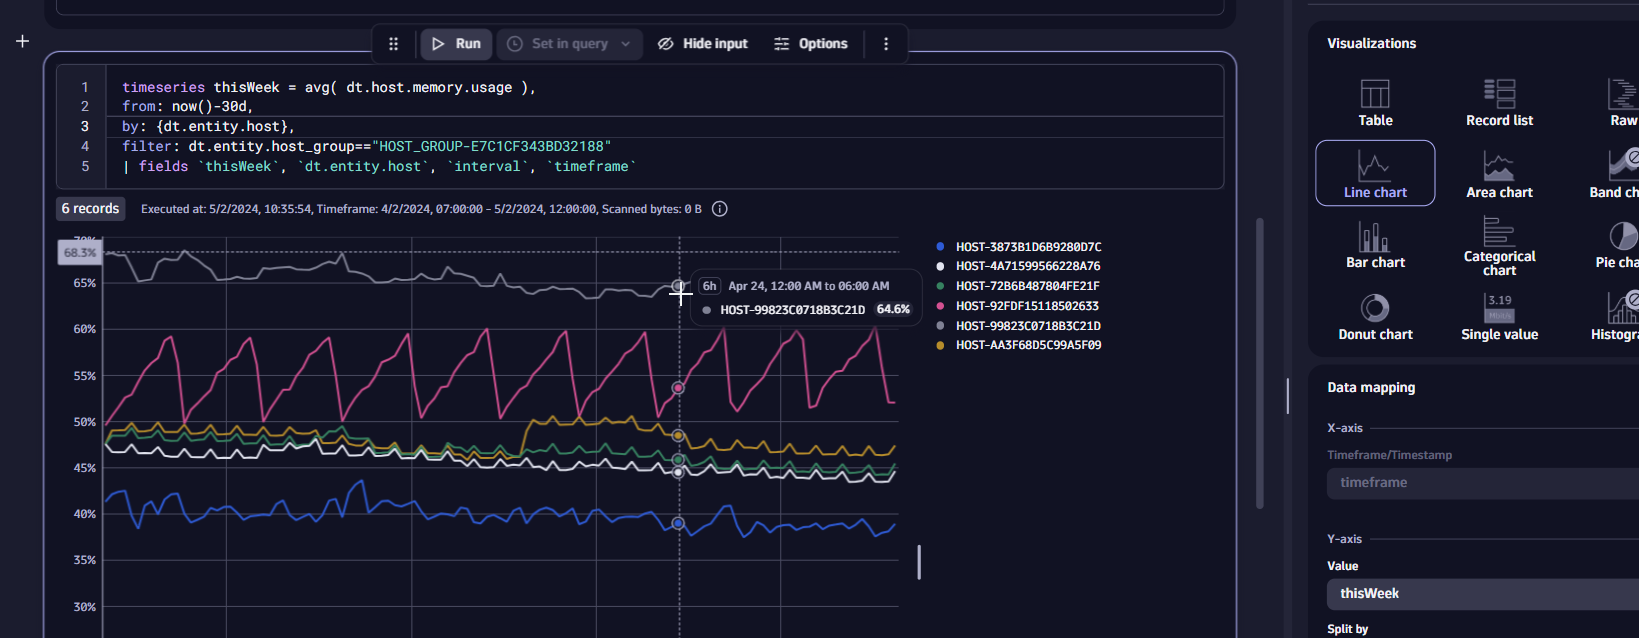 Run
Set in query
Hide input
Options
1 timeseries thisWeek = avg( dt.host.memory.usage ),
2 from: now()-30d,
3 by: {dt.entity.host},
4 filter: dt.entity.host_group=="HOST_GROUP-E7C1CF343BD32188"
5 | fields `thisWeek`, `dt.entity.host`, `interval`, `timeframe`
6 records
Executed at: 5/2/2024, 10:35:54, Timeframe: 4/2/2024, 07:00:00 – 5/2/2024, 12:00:00, Scanned bytes: 0 B
70%
68.3%
65%
60%
55%
50%
45%
40%
35%
30%
6h Apr 24, 12:00 AM to 06:00 AM
HOST-99823C0718B3C21D 64.6%
HOST-3873B1D6B9280D7C
HOST-4A71599566228A76
HOST-72B6B487804FE21F
HOST-92FDF15118502633
HOST-99823C0718B3C21D
HOST-AA3F68D5C99A5F09
Visualizations
Table
Record list
Raw
Line chart
Area chart
Band ch
Bar chart
Categorical
chart
Pie cha
3.19
Mbit/s
Donut chart
Single value
Histogra
Data mapping
X-axis
Timeframe/Timestamp
timeframe
Y-axis
Value
thisWeek
Split by